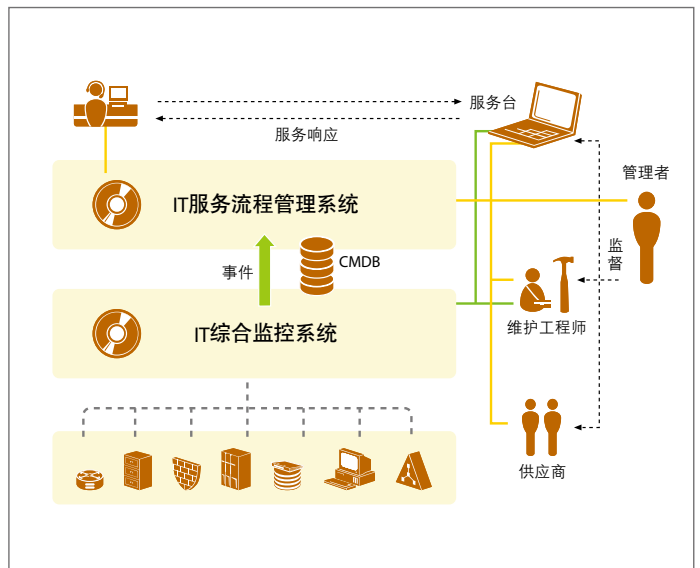 服务台
服务响应
管理者
IT服务流程管理系统
监督
事件
CMDB
IT综合监控系统
维护工程师
供应商